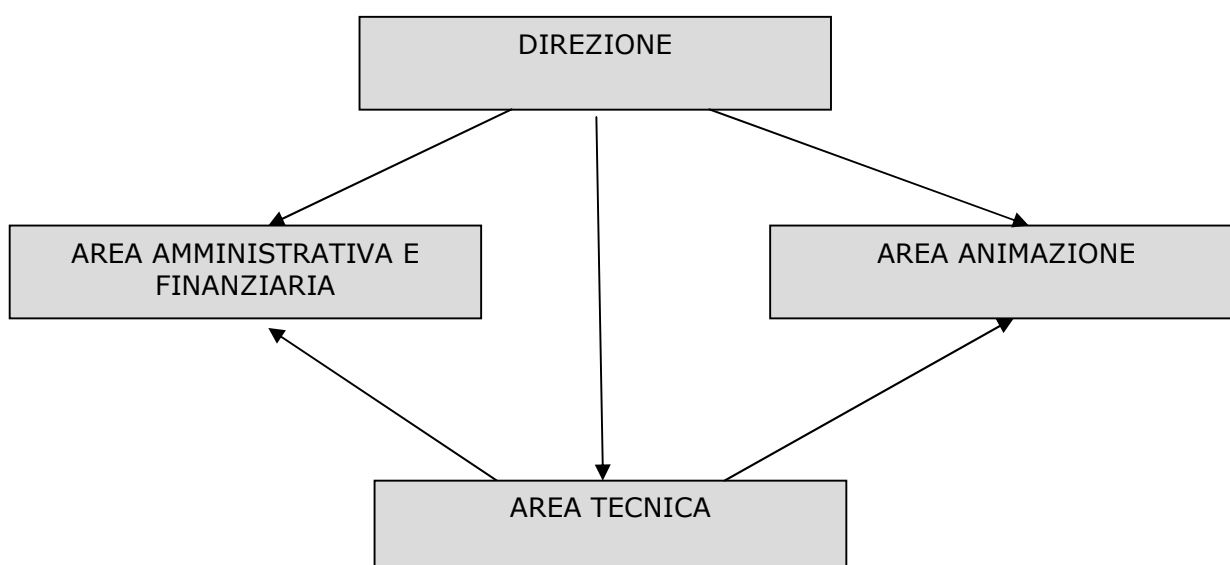 DIREZIONE
AREA AMMINISTRATIVA E
FINANZIARIA
AREA ANIMAZIONE
AREA TECNICA